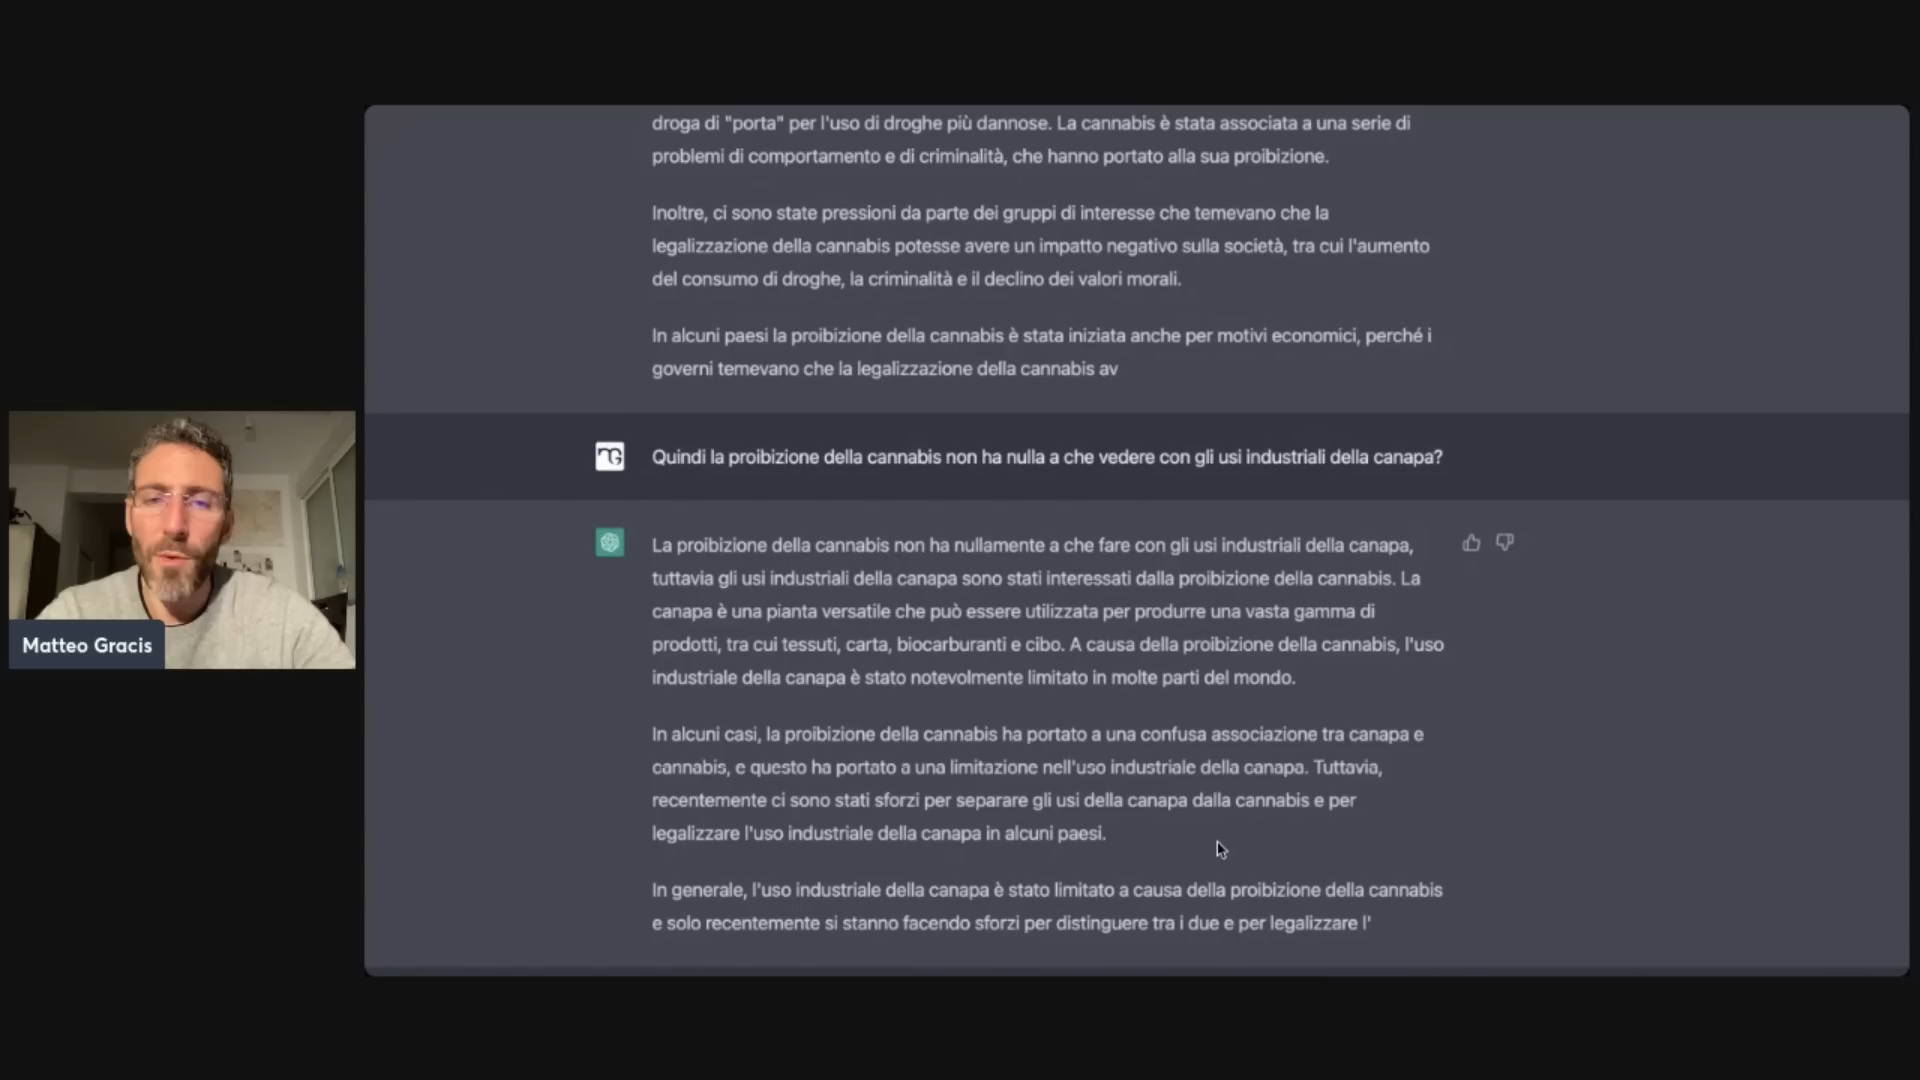 droga di "porta" per l'uso di droghe più dannose. La cannabis è stata associata a una serie di
problemi di comportamento e di criminalità, che hanno portato alla sua proibizione.
Inoltre, ci sono state pressioni da parte dei gruppi di interesse che temevano che la
legalizzazione della cannabis potesse avere un impatto negativo sulla società, tra cui l'aumento
del consumo di droghe, la criminalità e il declino dei valori morali.
In alcuni paesi la proibizione della cannabis è stata iniziata anche per motivi economici, perché i
governi temevano che la legalizzazione della cannabis av
Quindi la proibizione della cannabis non ha nulla a che vedere con gli usi industriali della canapa?
La proibizione della cannabis non ha nullamente a che fare con gli usi industriali della canapa,
tuttavia gli usi industriali della canapa sono stati interessati dalla proibizione della cannabis. La
canapa è una pianta versatile che può essere utilizzata per produrre una vasta gamma di
prodotti, tra cui tessuti, carta, biocarburanti e cibo. A causa della proibizione della cannabis, l'uso
industriale della canapa è stato notevolmente limitato in molte parti del mondo.
In alcuni casi, la proibizione della cannabis ha portato a una confusa associazione tra canapa e
cannabis, e questo ha portato a una limitazione nell'uso industriale della canapa. Tuttavia,
recentemente ci sono stati sforzi per separare gli usi della canapa dalla cannabis e per
legalizzare l'uso industriale della canapa in alcuni paesi.
In generale, l'uso industriale della canapa è stato limitato a causa della proibizione della cannabis
e solo recentemente si stanno facendo sforzi per distinguere tra i due e per legalizzare l'
Matteo Gracis